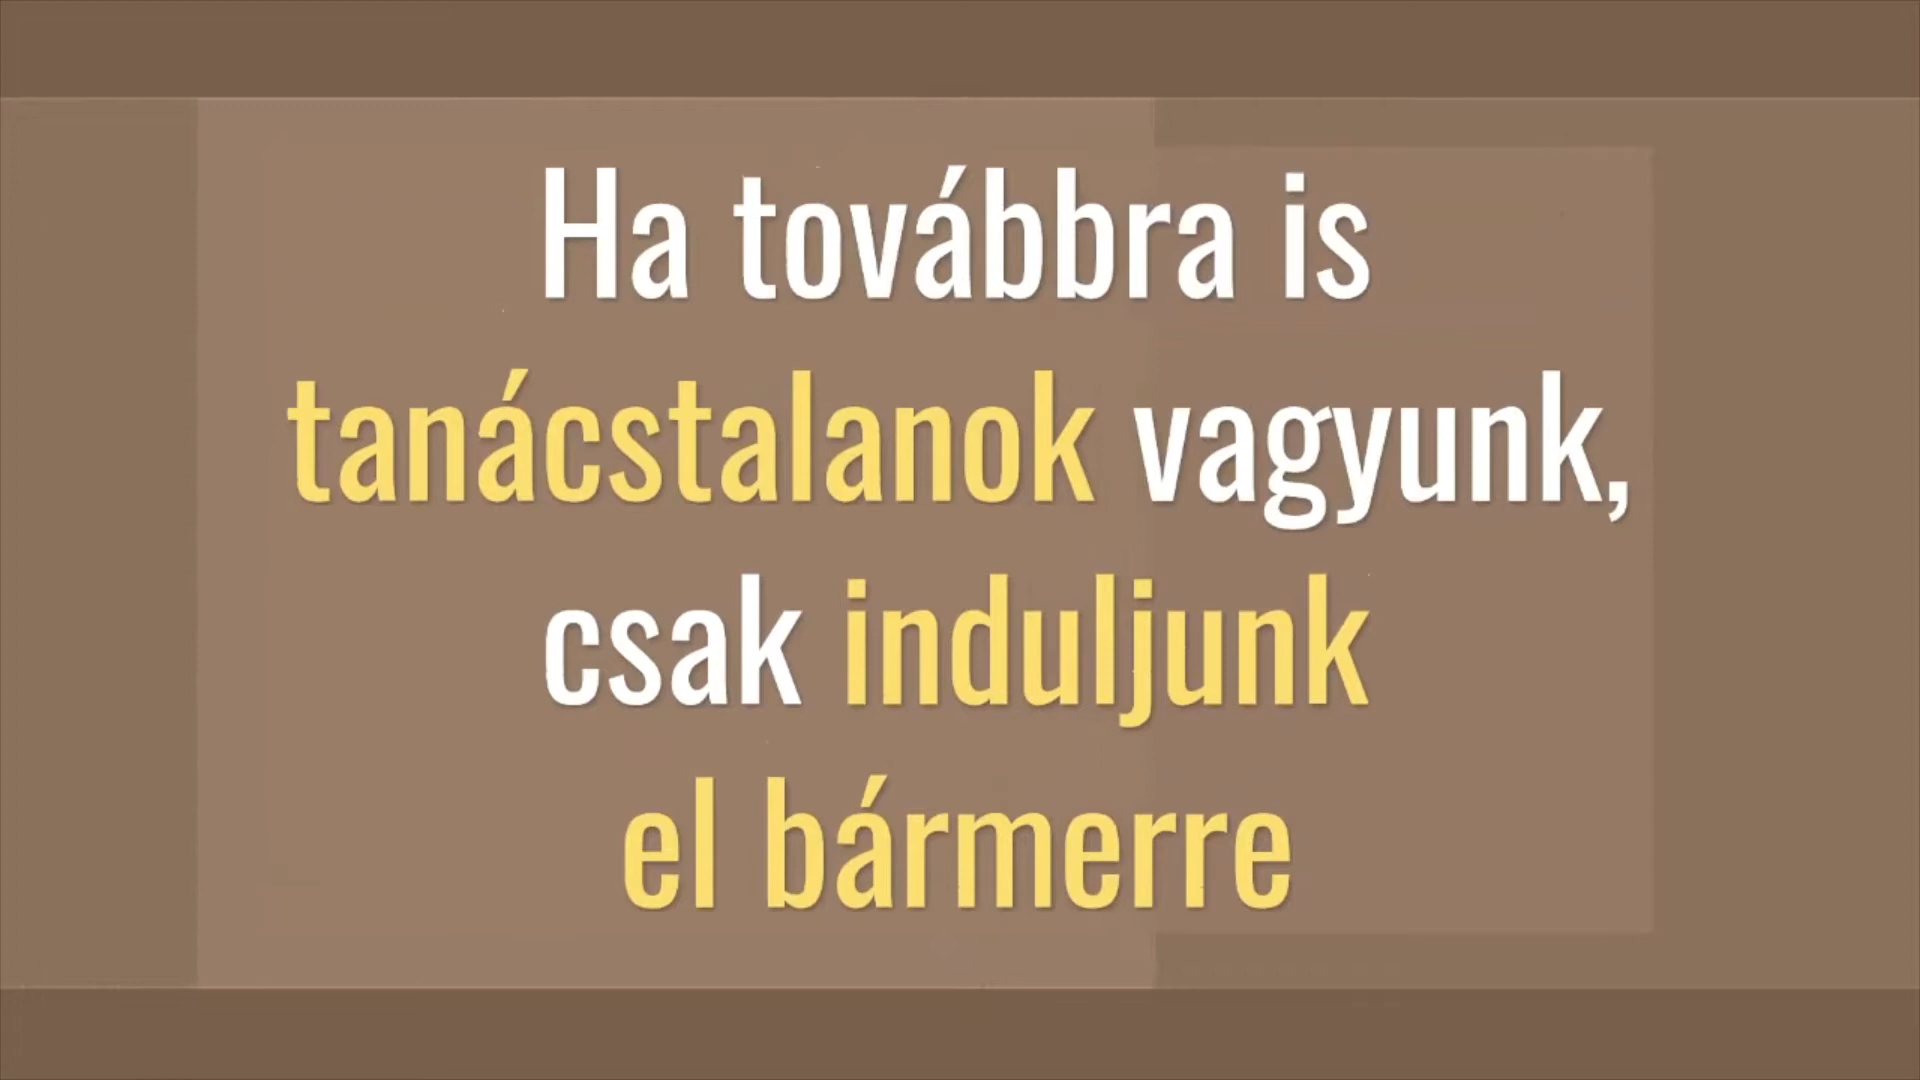 Ha továbbra is
tanácstalanok vagyunk,
csak induljunk
el bármerre